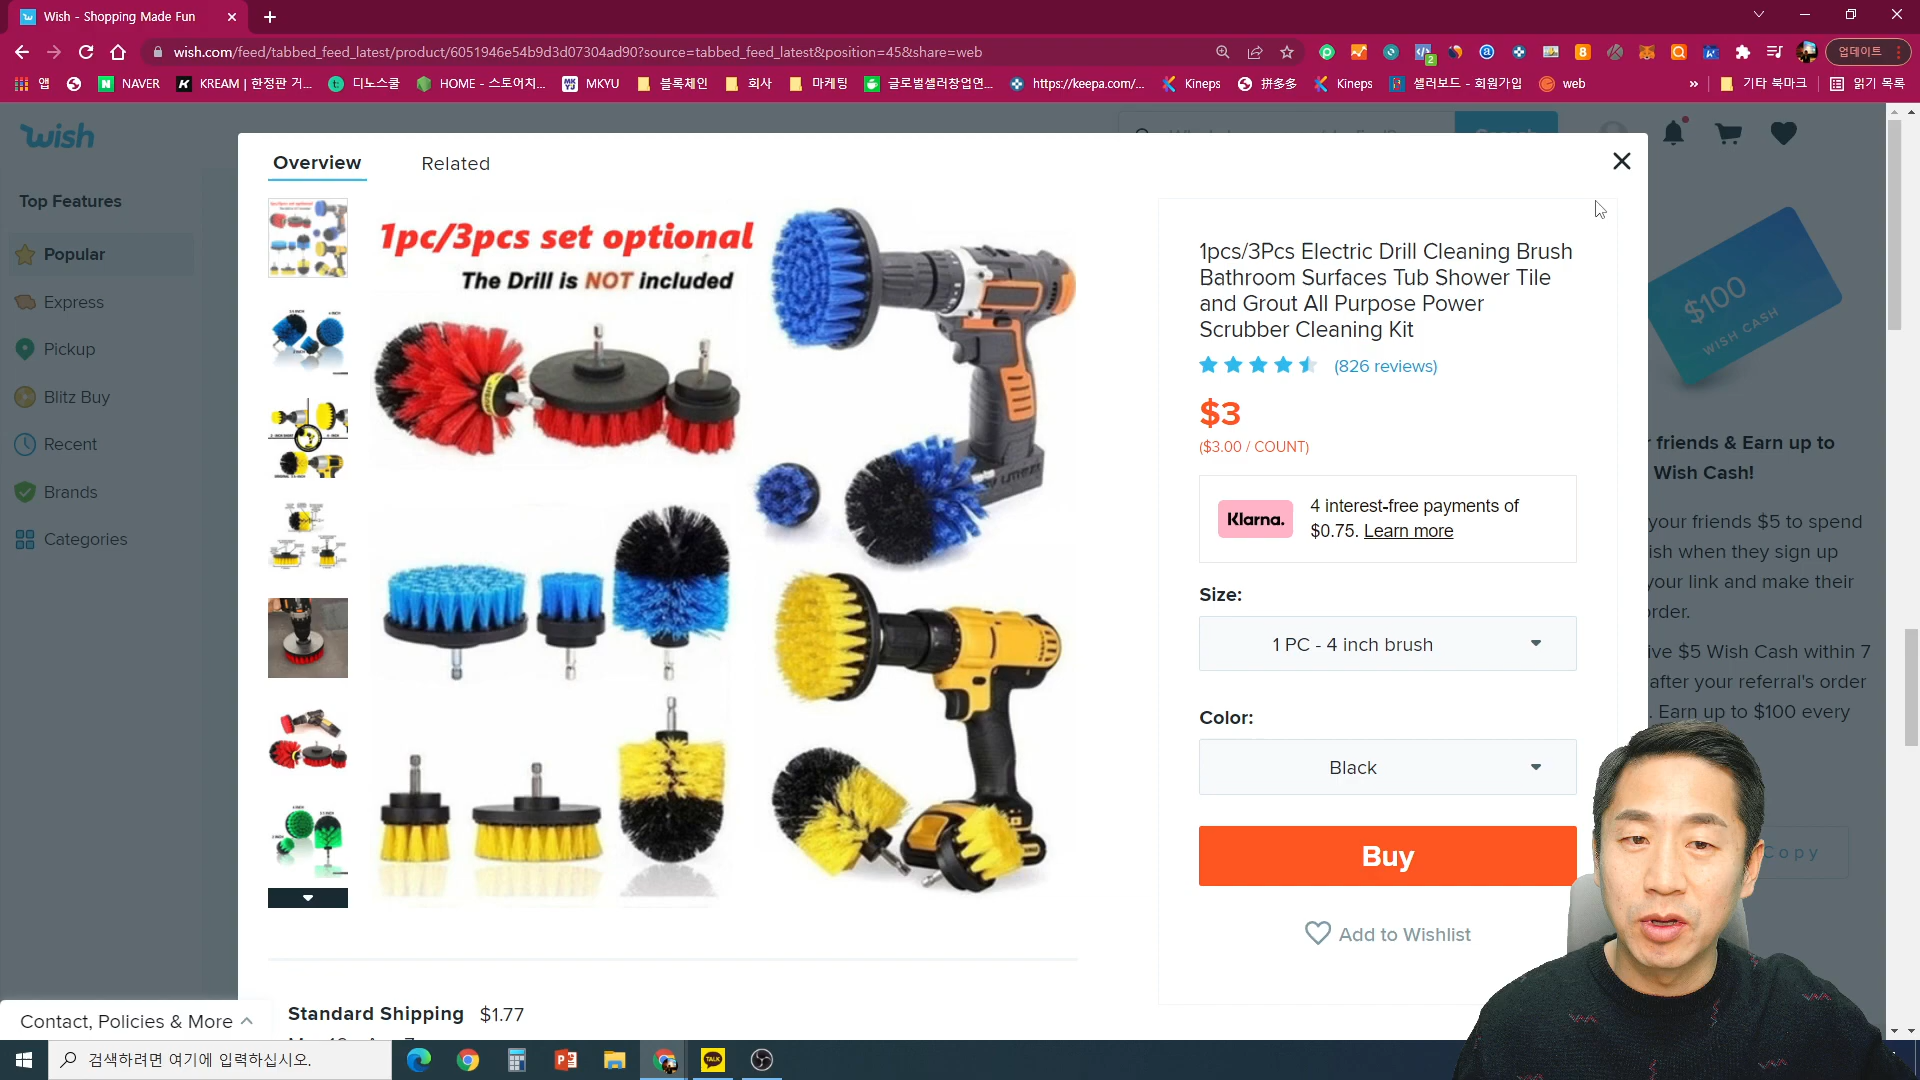 Wish - Shopping Made Fun
wish.com/feed/tabbed_feed_latest/product/6051946e54b9d3d07304ad90?source=tabbed_feed_latest&position=45&share=web
업데이트
앱
NAVER
KREAM | 한정판 거...
디노스쿨
HOME - 스토어치...
MKYU
블록체인
회사
마케팅
글로벌셀러창업연...
https://keepa.com/...
Kineps
拼多多
Kineps
셀러보드 - 회원가입
web
»
기타 북마크
읽기 목록
wish
Top Features
Popular
Express
Pickup
Blitz Buy
Recent
Brands
Categories
Overview
Related
1pc/3pcs set optional
The Drill is NOT included
1pcs/3Pcs Electric Drill Cleaning Brush
Bathroom Surfaces Tub Shower Tile
and Grout All Purpose Power
Scrubber Cleaning Kit
(826 reviews)
$3
($3.00 / COUNT)
Klarna.
4 interest-free payments of
$0.75. Learn more
Size:
1 PC - 4 inch brush
Color:
Black
Buy
Add to Wishlist
$100
WISH CASH
friends & Earn up to
Wish Cash!
your friends $5 to spend
ish when they sign up
your link and make their
rder.
ive $5 Wish Cash within 7
after your referral's order
. Earn up to $100 every
Copy
Standard Shipping $1.77
Contact, Policies & More
검색하려면 여기에 입력하십시오.
TALK